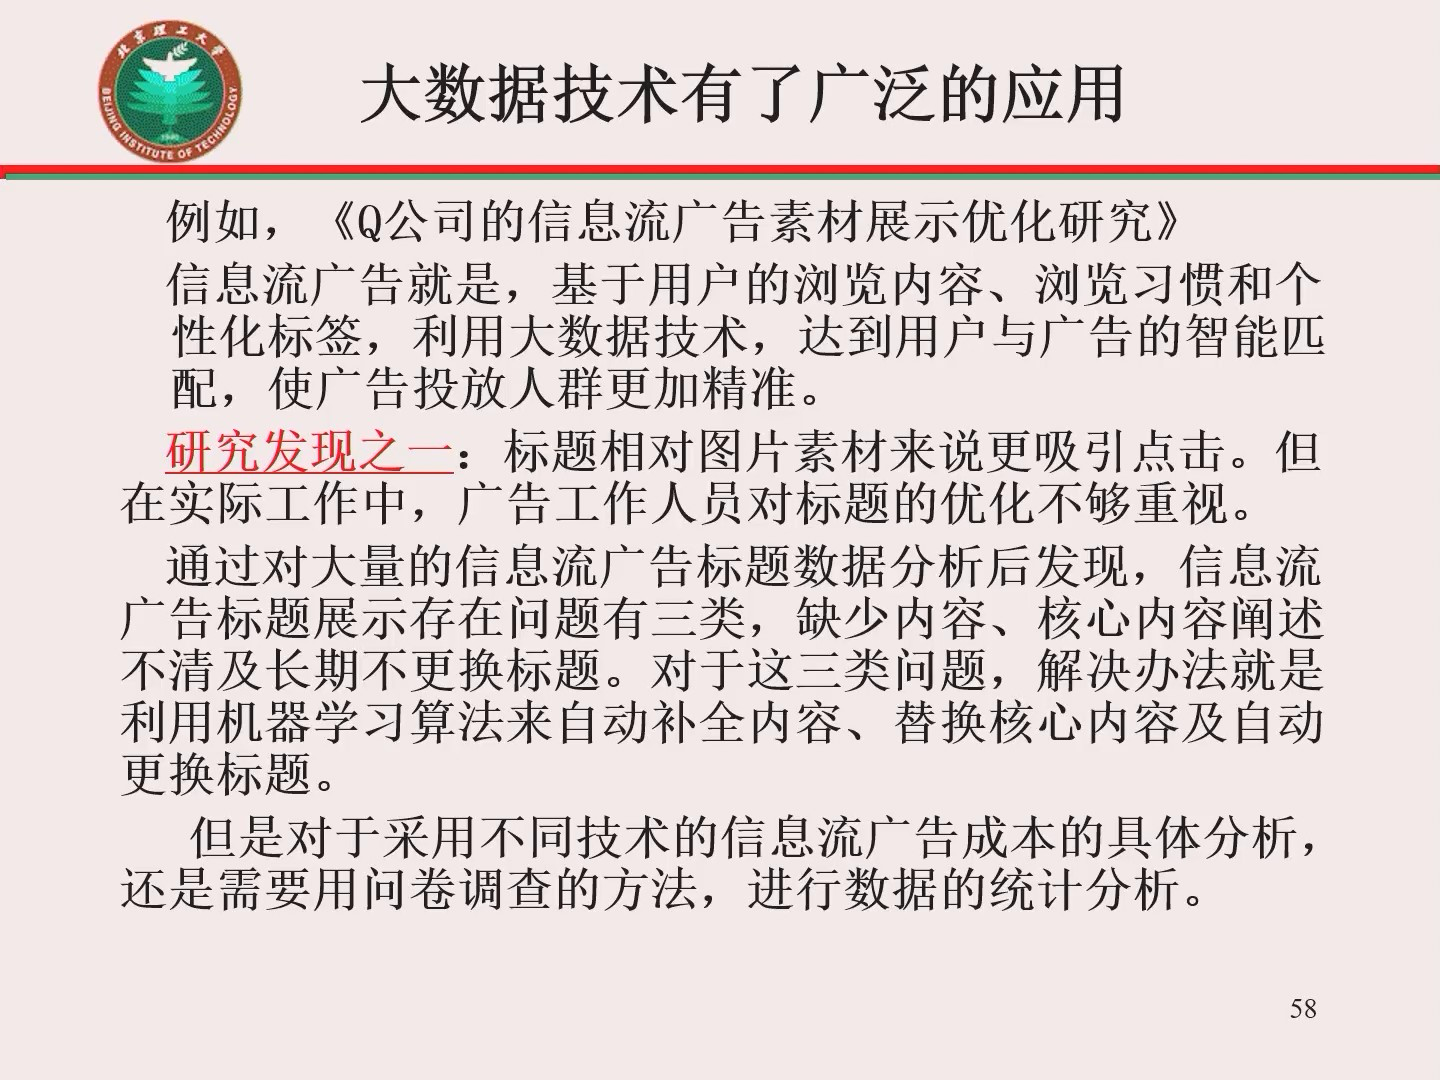 北京理工大学
BEIJING INSTITUTE OF TECHNOLOGY
1940
大数据技术有了广泛的应用
例如，《Q公司的信息流广告素材展示优化研究》
信息流广告就是，基于用户的浏览内容、浏览习惯和个
性化标签，利用大数据技术，达到用户与广告的智能匹
配，使广告投放人群更加精准。
研究发现之一：标题相对图片素材来说更吸引点击。但
在实际工作中，广告工作人员对标题的优化不够重视。
通过对大量的信息流广告标题数据分析后发现，信息流
广告标题展示存在问题有三类，缺少内容、核心内容阐述
不清及长期不更换标题。对于这三类问题，解决办法就是
利用机器学习算法来自动补全内容、替换核心内容及自动
更换标题。
但是对于采用不同技术的信息流广告成本的具体分析，
还是需要用问卷调查的方法，进行数据的统计分析。
58